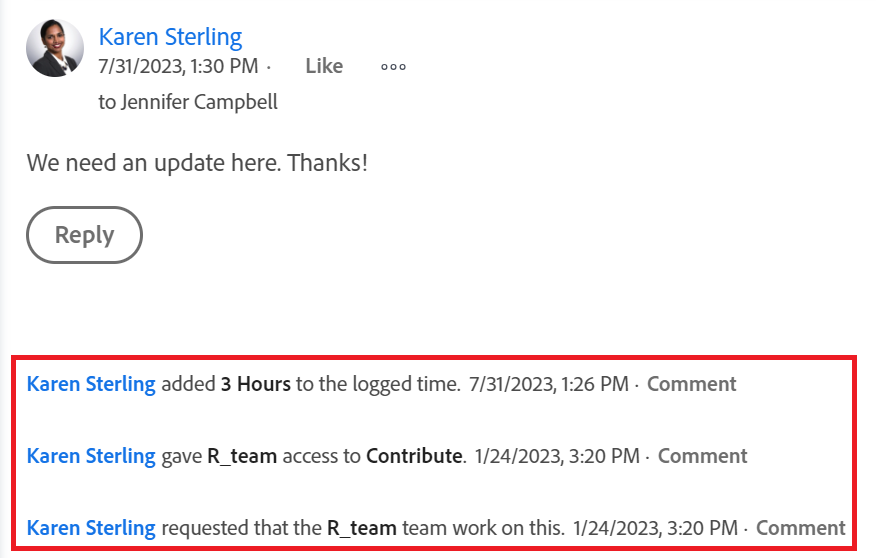 Karen Sterling
7/31/2023, 1:30 PM · Like
to Jennifer Campbell
We need an update here. Thanks!
Reply
Karen Sterling added 3 Hours to the logged time. 7/31/2023, 1:26 PM · Comment
Karen Sterling gave R_team access to Contribute. 1/24/2023, 3:20 PM · Comment
Karen Sterling requested that the R_team team work on this. 1/24/2023, 3:20 PM · Comment